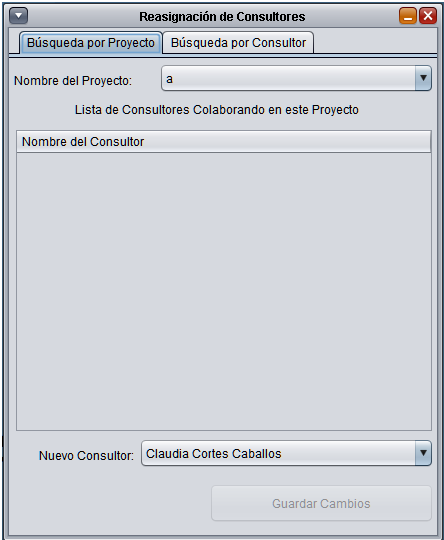 Reasignación de Consultores
Búsqueda por Proyecto Búsqueda por Consultor
Nombre del Proyecto: a
Lista de Consultores Colaborando en este Proyecto
Nombre del Consultor
Nuevo Consultor: Claudia Cortes Caballos
Guardar Cambios